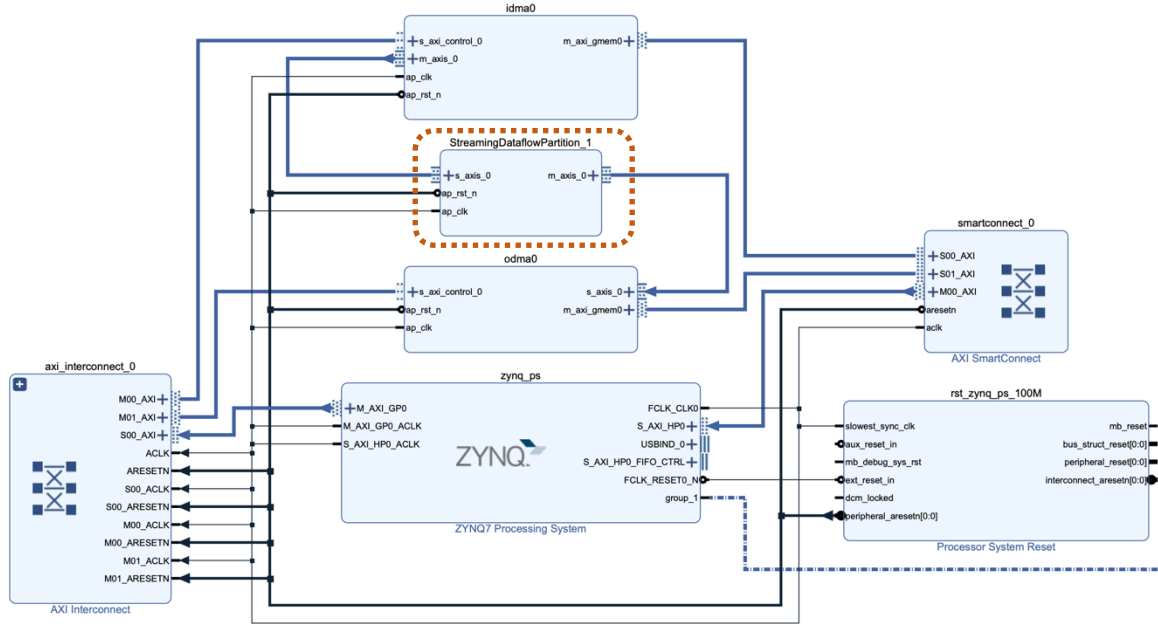 idma0
s_axi_control_0
m_axi_gmem0
m_axis_0
ap_clk
ap_rst_n
StreamingDataflowPartition_1
s_axis_0
m_axis_0
ap_rst_n
ap_clk
odma0
s_axi_control_0
s_axis_0
ap_rst_n
m_axi_gmem0
ap_clk
smartconnect_0
S00_AXI
S01_AXI
M00_AXI
aresetn
aclk
AXI SmartConnect
axi_interconnect_0
M00_AXI
M01_AXI
S00_AXI
ACLK
ARESETN
S00_ACLK
S00_ARESETN
M00_ACLK
M00_ARESETN
M01_ACLK
M01_ARESETN
AXI Interconnect
zynq_ps
M_AXI_GP0
M_AXI_GP0_ACLK
S_AXI_HP0_ACLK
ZYNQ
FCLK_CLK0
S_AXI_HP0
USBIND_0
S_AXI_HP0_FIFO_CTRL
FCLK_RESET0_N
group_1
ZYNQ7 Processing System
rst_zynq_ps_100M
slowest_sync_clk
mb_reset
aux_reset_in
bus_struct_reset[0:0]
mb_debug_sys_rst
peripheral_reset[0:0]
ext_reset_in
interconnect_aresetn[0:0]
dcm_locked
peripheral_aresetn[0:0]
Processor System Reset